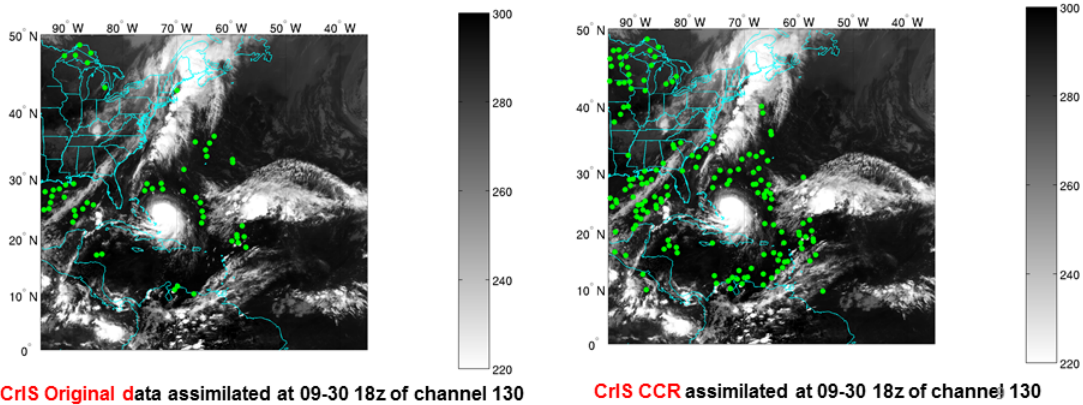 90° W 80° W 70° W 60° W 50° W 40° W
50° N
40° N
30° N
20° N
10° N
0°
300
280
260
240
220
CrIS Original data assimilated at 09-30 18z of channel 130
90° W 80° W 70° W 60° W 50° W 40° W
50° N
40° N
30° N
20° N
10° N
0°
300
280
260
240
220
CrIS CCR assimilated at 09-30 18z of channel 130